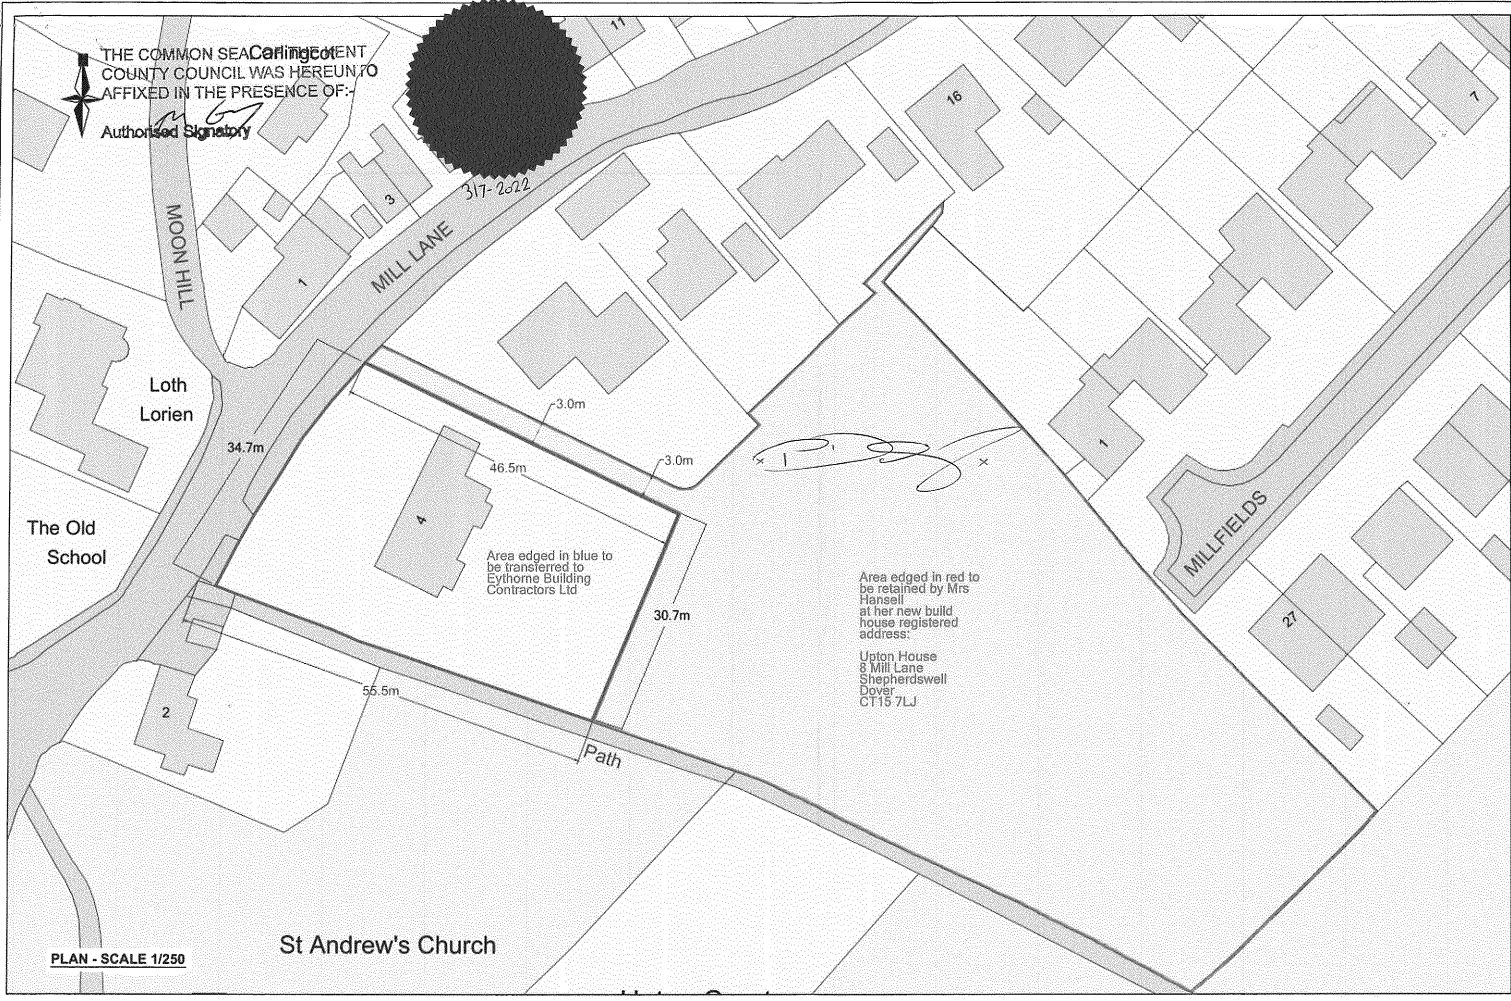 THE COMMON SEAL OF THE KENT
Carlingcot
COUNTY COUNCIL WAS HEREUNTO
AFFIXED IN THE PRESENCE OF:-
Authorised Signatory
11
16
7
3
MOON HILL
MILL LANE
1
Loth
Lorien
34.7m
3.0m
3.0m
46.5m
4
1
The Old
School
MILLFIELDS
Area edged in blue to
be transferred to
Eythorne Building
Contractors Ltd
30.7m
Area edged in red to
be retained by Mrs
Hansell
at her new build
house registered
address:
Upton House
8 Mill Lane
Shepherdswell
Dover
CT15 7LJ
27
55.5m
2
Path
St Andrew's Church
PLAN - SCALE 1/250